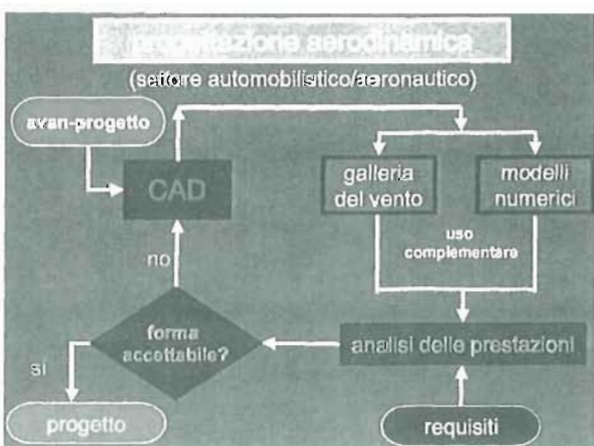 progettazione aerodinamica
(settore automobilistico/aeronautico)
avan-progetto
CAD
galleria
del vento
modelli
numerici
uso
complementare
no
forma
accettabile?
analisi delle prestazioni
si
progetto
requisiti